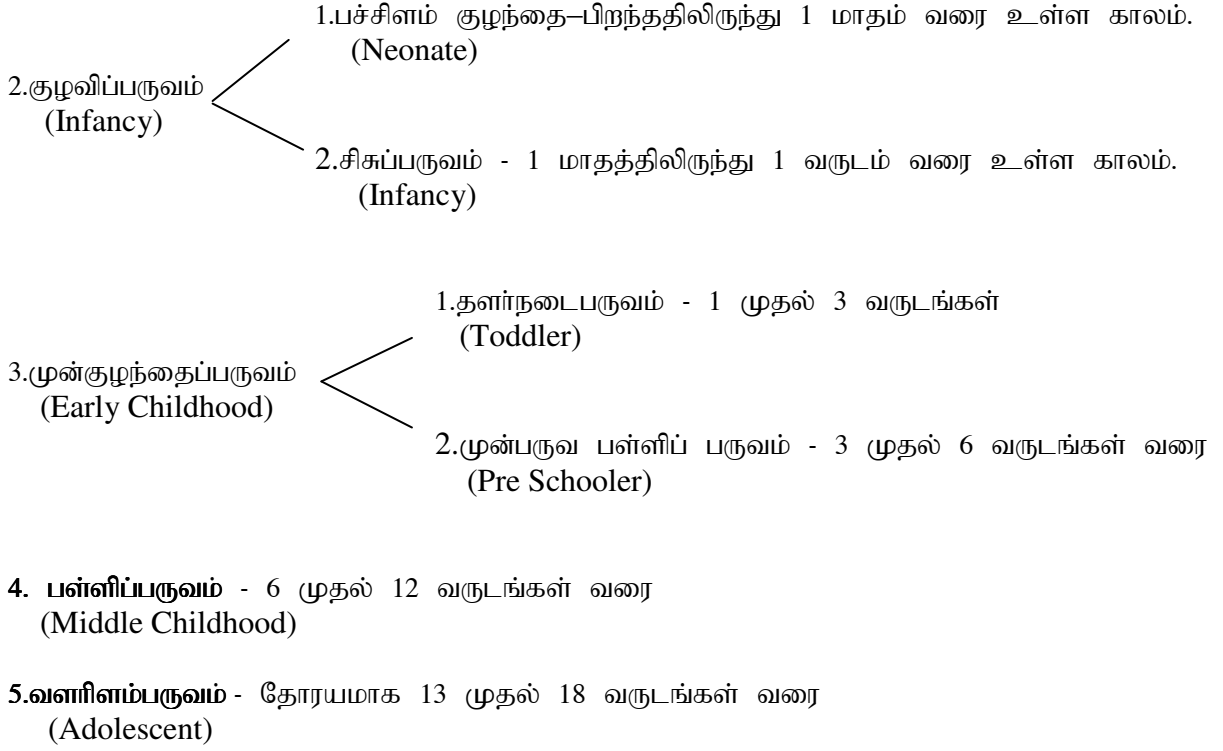 1.பச்சிளம் குழந்தை–பிறந்ததிலிருந்து 1 மாதம் வரை உள்ள காலம்.
(Neonate)
2.குழவிப்பருவம்
(Infancy)
2.சிசுப்பருவம் - 1 மாதத்திலிருந்து 1 வருடம் வரை உள்ள காலம்.
(Infancy)
1.தளர்நடைபருவம் - 1 முதல் 3 வருடங்கள்
(Toddler)
3.முன்குழந்தைப்பருவம்
(Early Childhood)
2.முன்பருவ பள்ளிப் பருவம் - 3 முதல் 6 வருடங்கள் வரை
(Pre Schooler)
4. பள்ளிப்பருவம் - 6 முதல் 12 வருடங்கள் வரை
(Middle Childhood)
5.வளரிளம்பருவம் - தோரயமாக 13 முதல் 18 வருடங்கள் வரை
(Adolescent)